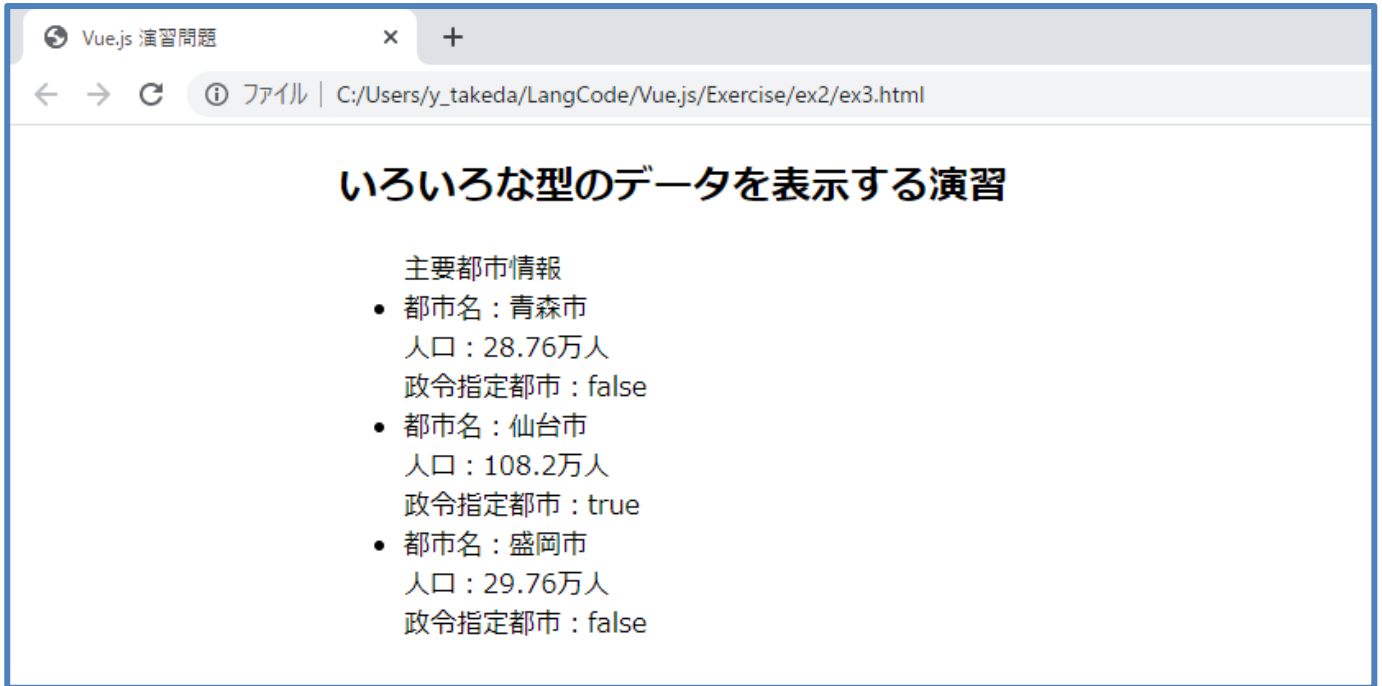 Vue.js 演習問題
ファイル | C:/Users/y_takeda/LangCode/Vue.js/Exercise/ex2/ex3.html
いろいろな型のデータを表示する演習
主要都市情報
都市名：青森市
人口：28.76万人
政令指定都市：false
都市名：仙台市
人口：108.2万人
政令指定都市：true
都市名：盛岡市
人口：29.76万人
政令指定都市：false